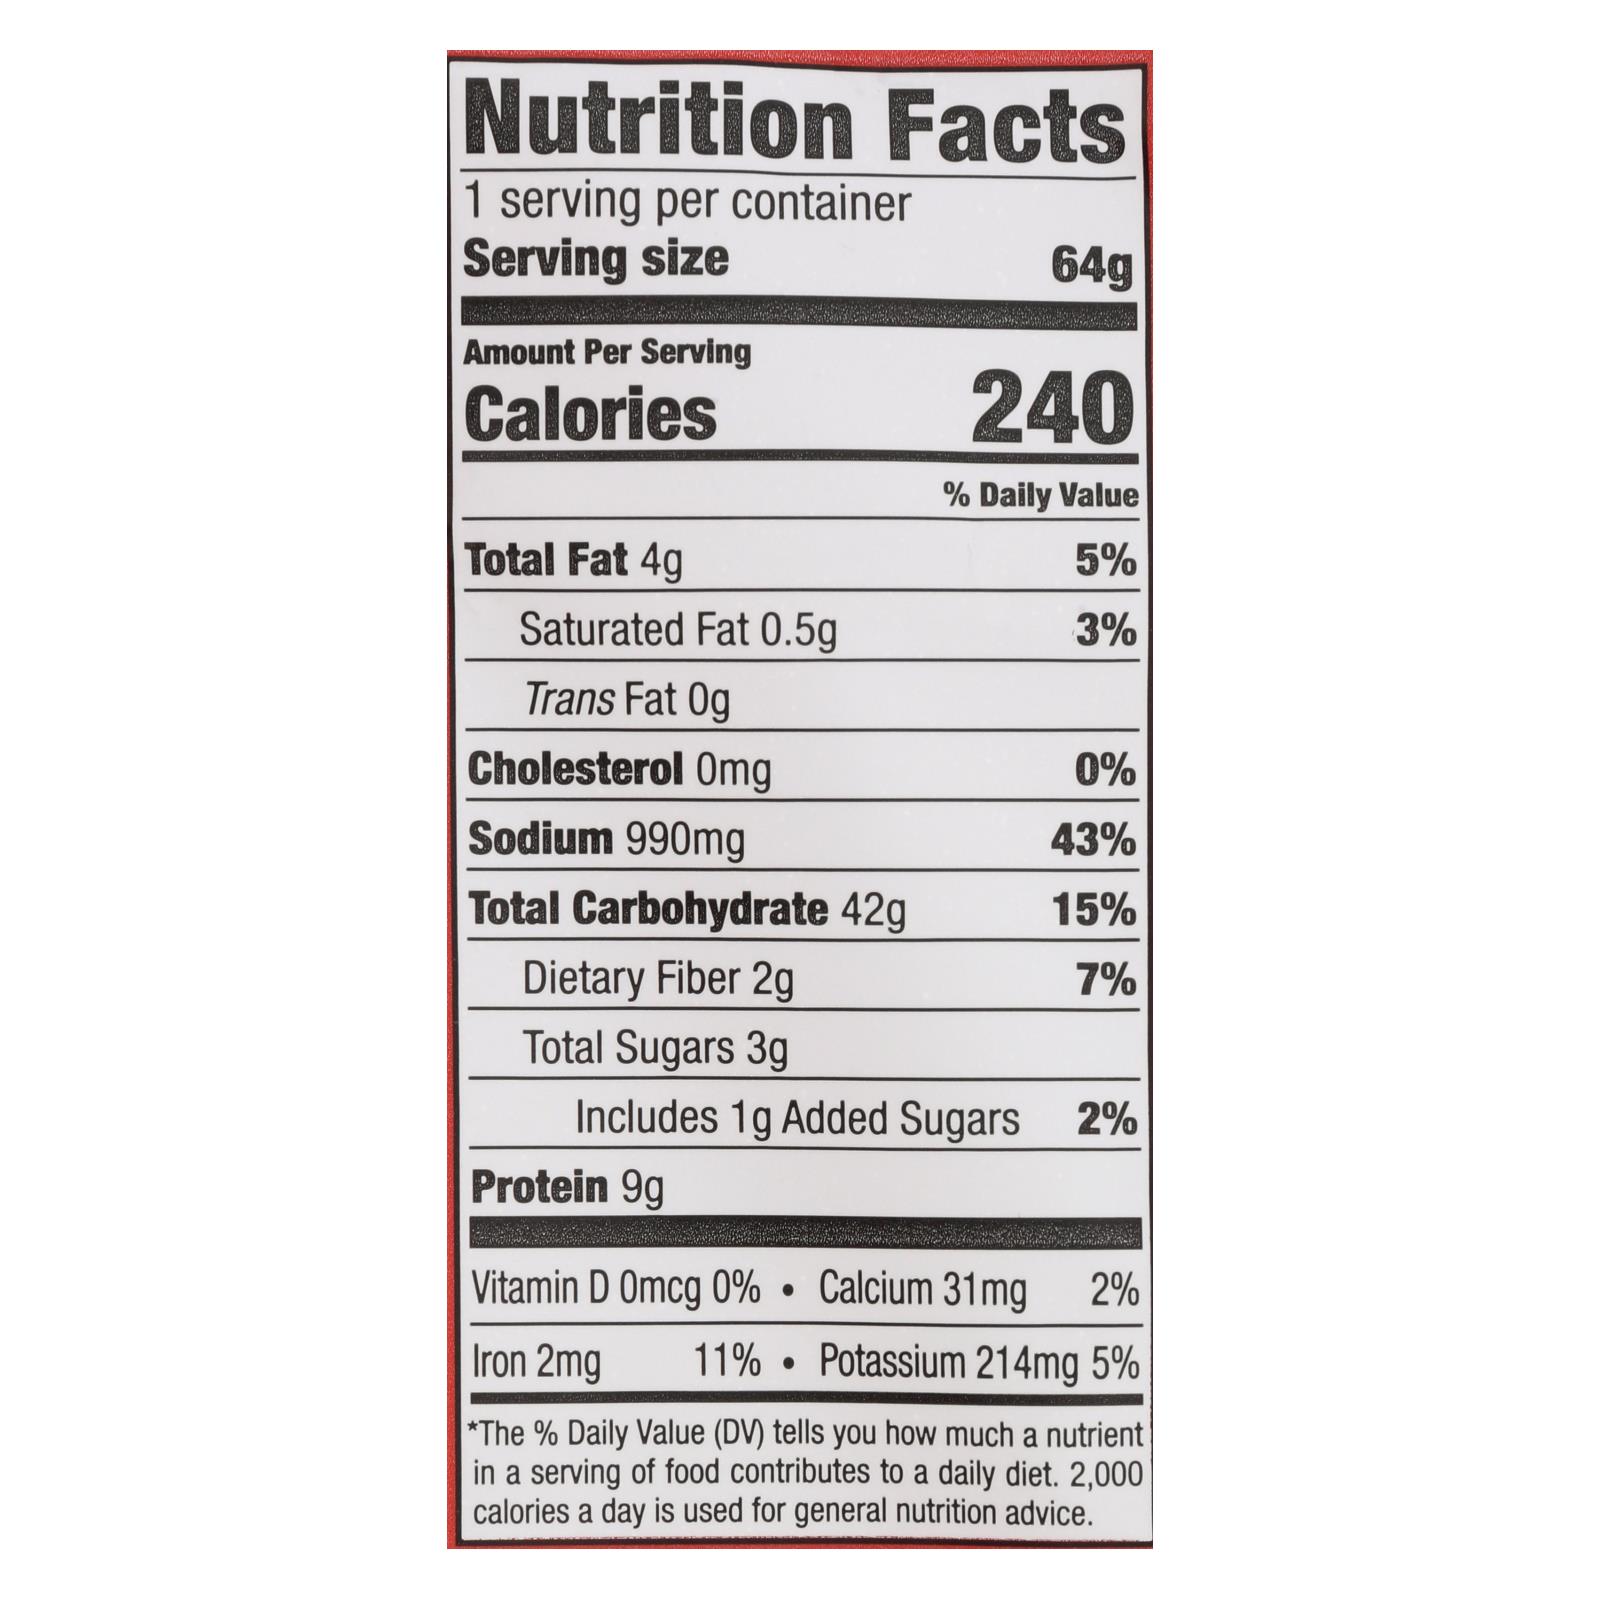 Nutrition Facts
1 serving per container
Serving size 64g
Amount Per Serving
Calories 240
% Daily Value
Total Fat 4g 5%
Saturated Fat 0.5g 3%
Trans Fat 0g
Cholesterol 0mg 0%
Sodium 990mg 43%
Total Carbohydrate 42g 15%
Dietary Fiber 2g 7%
Total Sugars 3g
Includes 1g Added Sugars 2%
Protein 9g
Vitamin D 0mcg 0% • Calcium 31mg 2%
Iron 2mg 11% • Potassium 214mg 5%
*The % Daily Value (DV) tells you how much a nutrient
in a serving of food contributes to a daily diet. 2,000
calories a day is used for general nutrition advice.